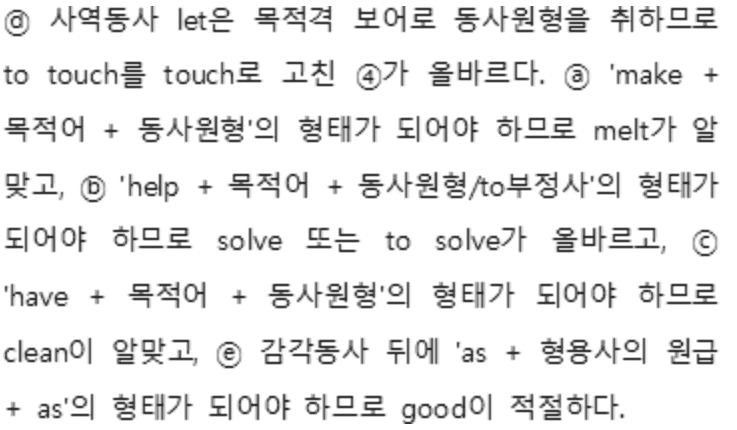 ⓓ 사역동사 let은 목적격 보어로 동사원형을 취하므로
to touch를 touch로 고친 ④가 올바르다. ⓐ 'make +
목적어 + 동사원형'의 형태가 되어야 하므로 melt가 알
맞고, ⓑ 'help + 목적어 + 동사원형/to부정사'의 형태가
되어야 하므로 solve 또는 to solve가 올바르고, ⓒ
'have + 목적어 + 동사원형'의 형태가 되어야 하므로
clean이 알맞고, ⓔ 감각동사 뒤에 'as + 형용사의 원급
+ as'의 형태가 되어야 하므로 good이 적절하다.